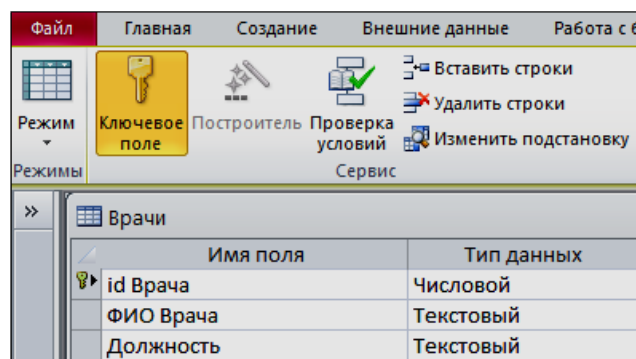 Файл Главная Создание Внешние данные Работа с б
Режим
Ключевое поле
Построитель
Проверка условий
Вставить строки
Удалить строки
Изменить подстановку
Режимы Сервис
» Врачи
Имя поля Тип данных
id Врача Числовой
ФИО Врача Текстовый
Должность Текстовый